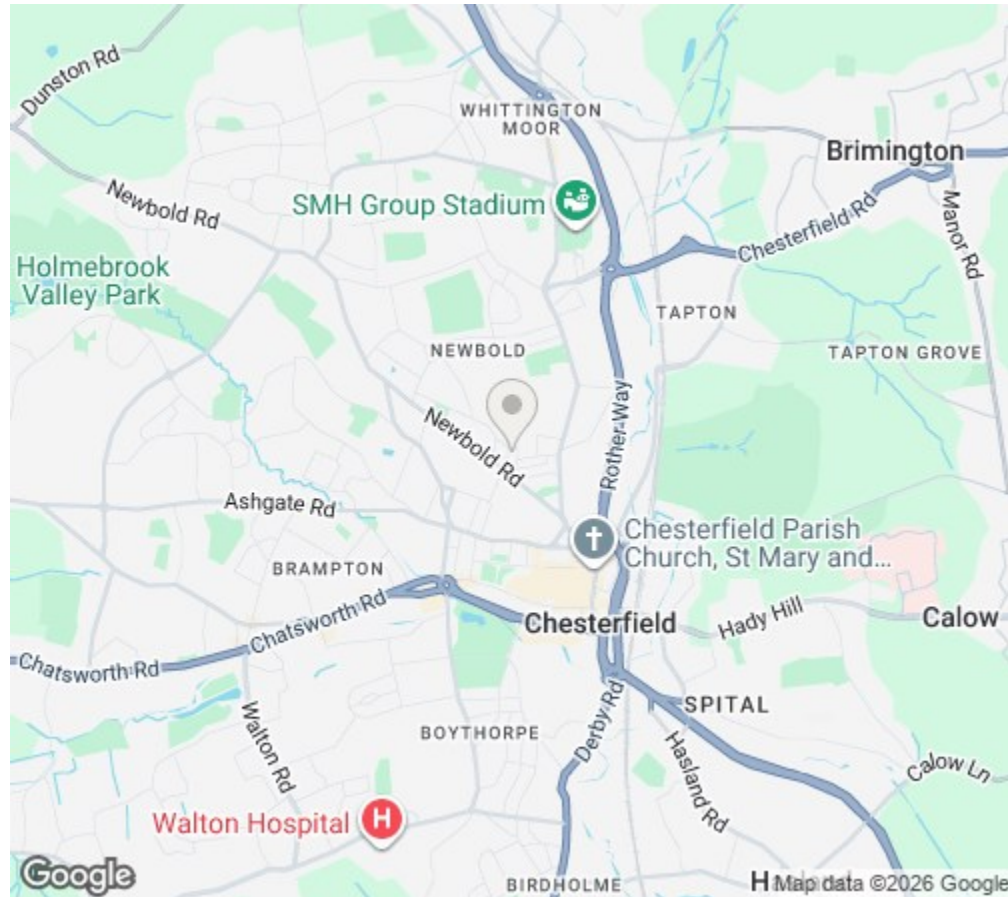 Dunston Rd
WHITTINGTON
MOOR
Brimington
Newbold Rd
SMH Group Stadium
Chesterfield Rd
Manor Rd
Holmebrook
Valley Park
TAPTON
NEWBOLD
TAPTON GROVE
Newbold Rd
Rother Way
Ashgate Rd
Chesterfield Parish
Church, St Mary and...
BRAMPTON
Chatsworth Rd
Chesterfield
Hady Hill
Calow
Chatsworth Rd
SPITAL
Walton Rd
BOYTHORPE
Derby Rd
Hasland Rd
Calow Ln
Walton Hospital
H
Google
BIRDHOLME
Map data ©2026 Google